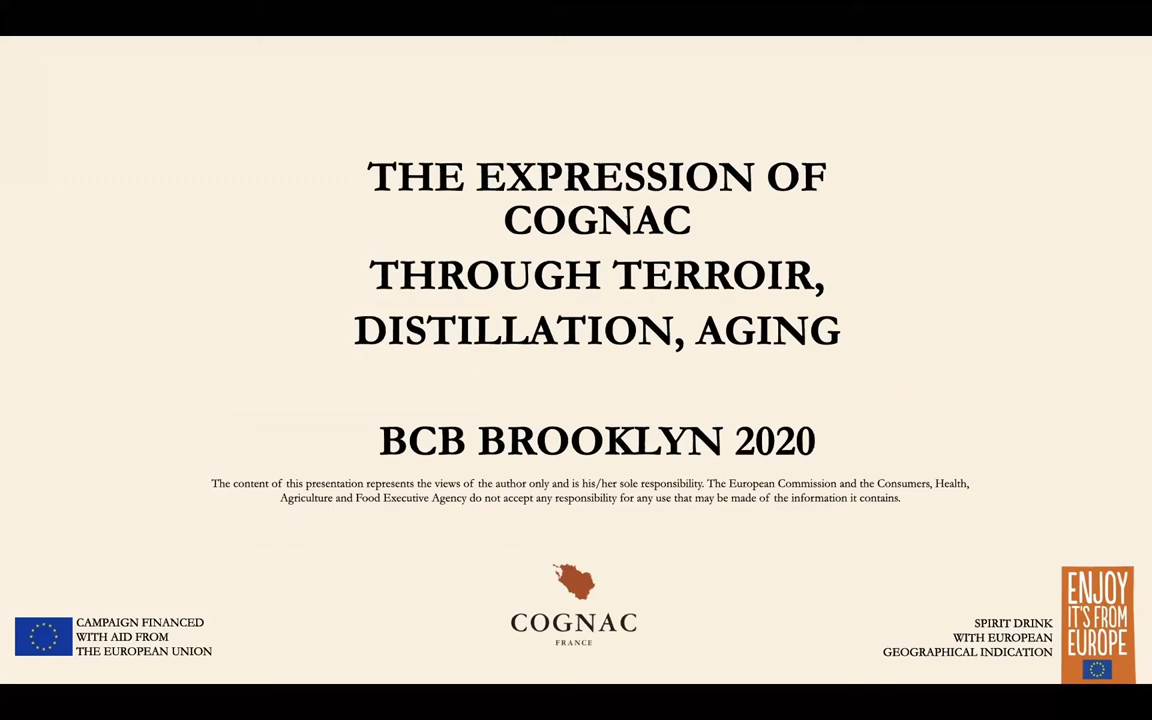 THE EXPRESSION OF
COGNAC
THROUGH TERROIR,
DISTILLATION, AGING
BCB BROOKLYN 2020
The content of this presentation represents the views of the author only and is his/her sole responsibility. The European Commission and the Consumers, Health,
Agriculture and Food Executive Agency do not accept any responsibility for any use that may be made of the information it contains.
CAMPAIGN FINANCED
WITH AID FROM
THE EUROPEAN UNION
COGNAC
FRANCE
SPIRIT DRINK
WITH EUROPEAN
GEOGRAPHICAL INDICATION
ENJOY
IT'S FROM
EUROPE